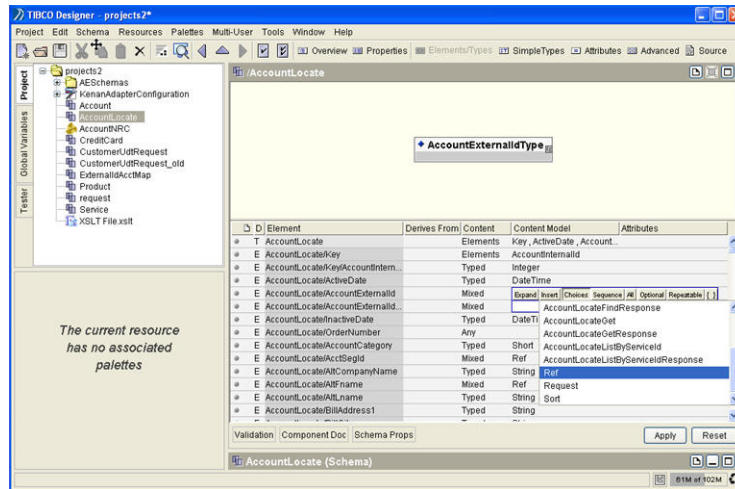 TIBCO Designer - projects2*
Project Edit Schema Resources Palettes Multi-User Tools Window Help
Overview Properties Elements/Types SimpleTypes Attributes Advanced Source
Project
Global Variables
Tester
projects2
AESchemas
KenanAdapterConfiguration
Account
AccountLocate
AccountNRC
CreditCard
CustomerUdtRequest
CustomerUdtRequest_old
ExternalIdAcctMap
Product
request
Service
XSLT File.xslt
The current resource
has no associated
palettes
/AccountLocate
AccountExternalIdType
D Element Derives From Content Content Model Attributes
T AccountLocate Elements Key , ActiveDate , Account...
E AccountLocate/Key Elements AccountInternalId
E AccountLocate/Key/AccountIntern... Typed Integer
E AccountLocate/ActiveDate Typed DateTime
E AccountLocate/AccountExternalId Mixed Expand Insert Choices Sequence All Optional Repeatable [ ]
E AccountLocate/AccountExternalId... Mixed
E AccountLocate/InactiveDate Typed DateTi
E AccountLocate/OrderNumber Any
E AccountLocate/AccountCategory Typed Short
E AccountLocate/AcctSegId Mixed Ref
E AccountLocate/AltCompanyName Typed String
E AccountLocate/AltFname Mixed Ref
E AccountLocate/AltLname Typed String
E AccountLocate/BillAddress1 Typed String
AccountLocateFindResponse
AccountLocateGet
AccountLocateGetResponse
AccountLocateListByServiceId
AccountLocateListByServiceIdResponse
Ref
Request
Sort
Validation Component Doc Schema Props Apply Reset
AccountLocate (Schema)
61M of 102M